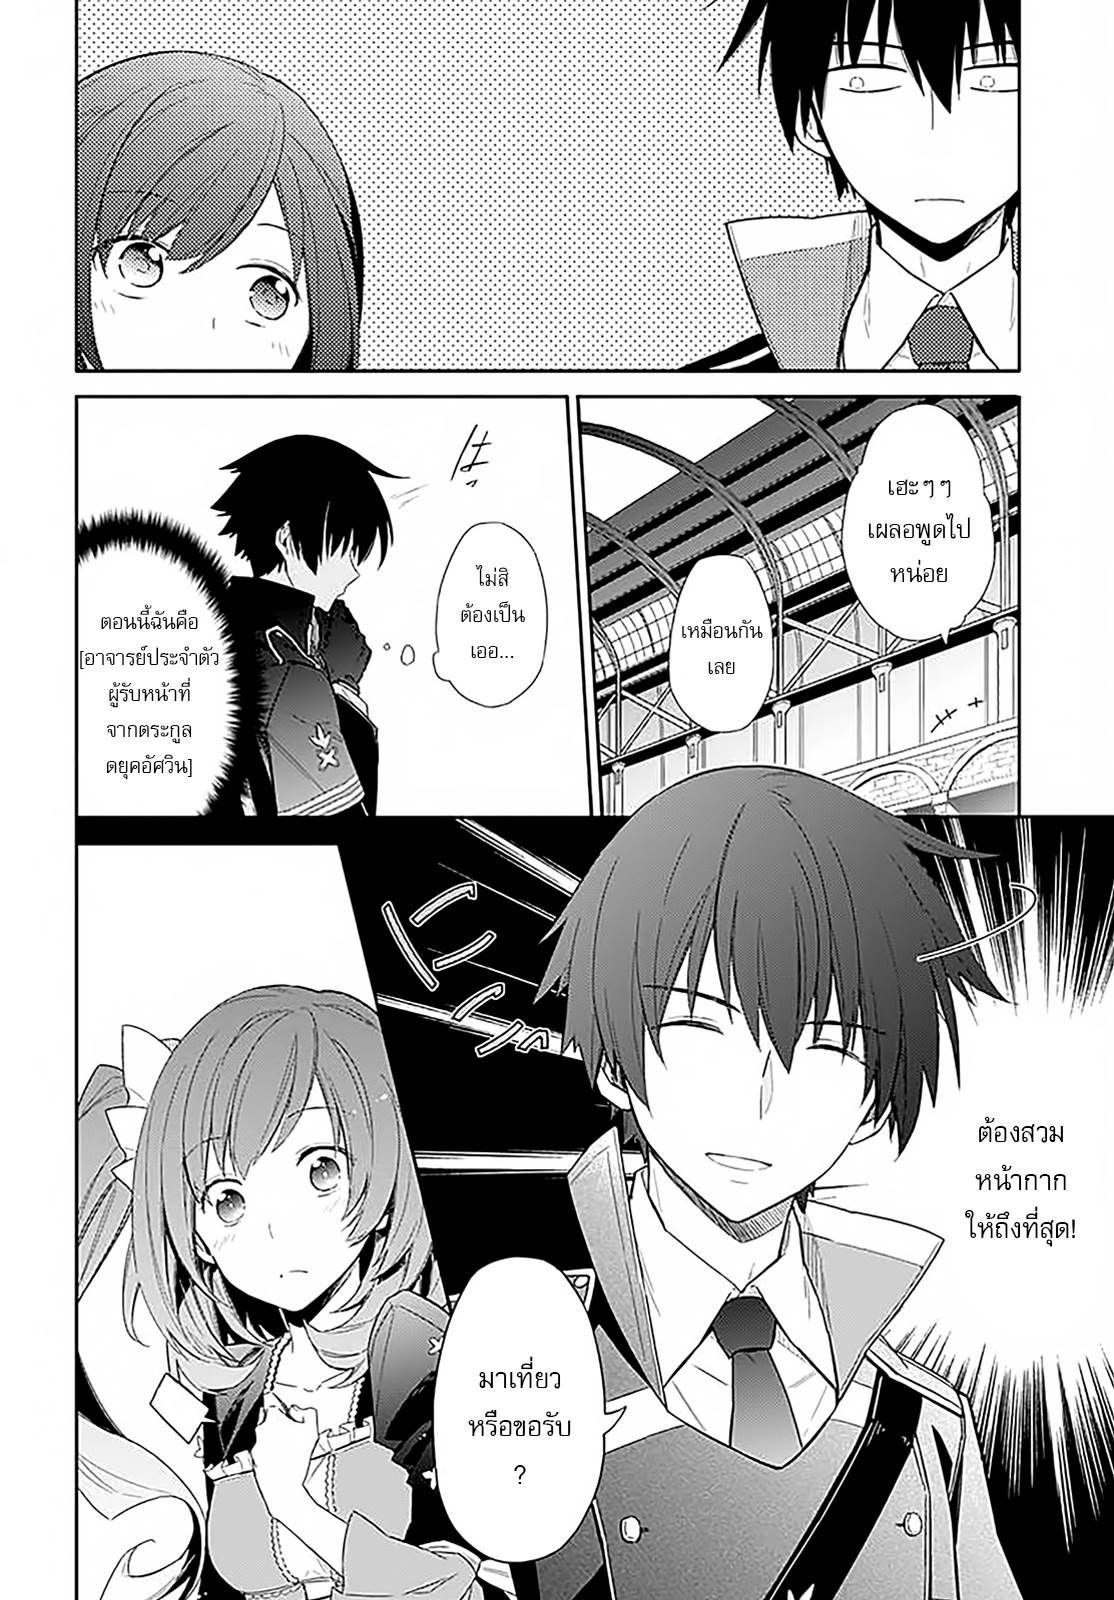 เฮะๆๆ
เผลอพูดไป
หน่อย
เหมือนกัน
เลย
は
ไม่สิ
ต้องเป็น
เออ...
ตอนนี้ฉันคือ
[อาจารย์ประจำตัว
ผู้รับหน้าที่
จากตระกูล
ดยุคอัศวิน]
ต้องสวม
หน้ากาก
ให้ถึงที่สุด!
มาเที่ยว
หรือขอรับ
?